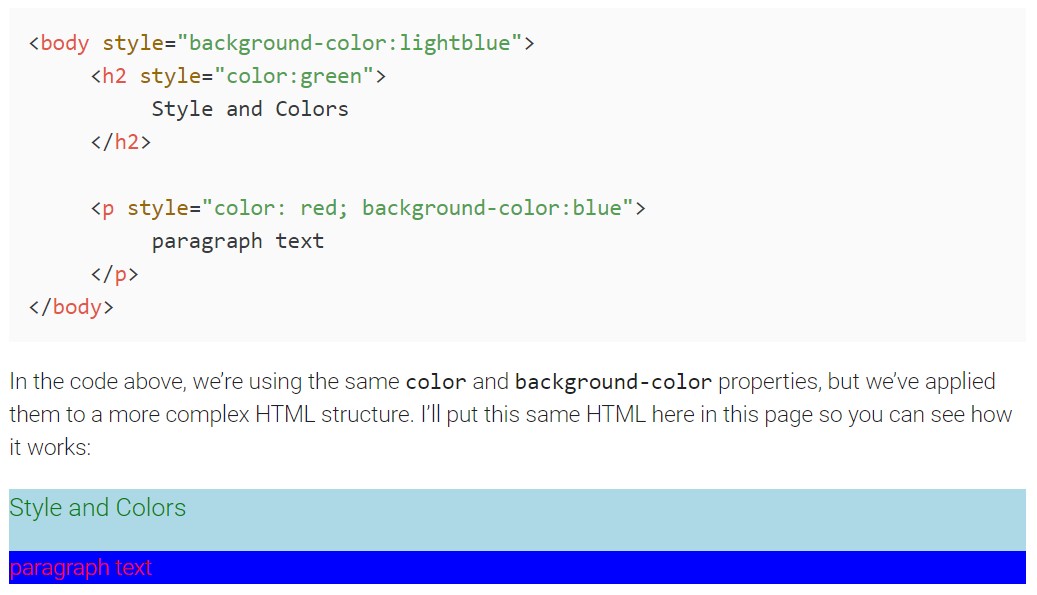 <body style="background-color:lightblue">
<h2 style="color:green">
Style and Colors
</h2>
<p style="color: red; background-color:blue">
paragraph text
</p>
</body>
In the code above, we’re using the same color and background-color properties, but we’ve applied
them to a more complex HTML structure. I’ll put this same HTML here in this page so you can see how
it works:
Style and Colors
paragraph text